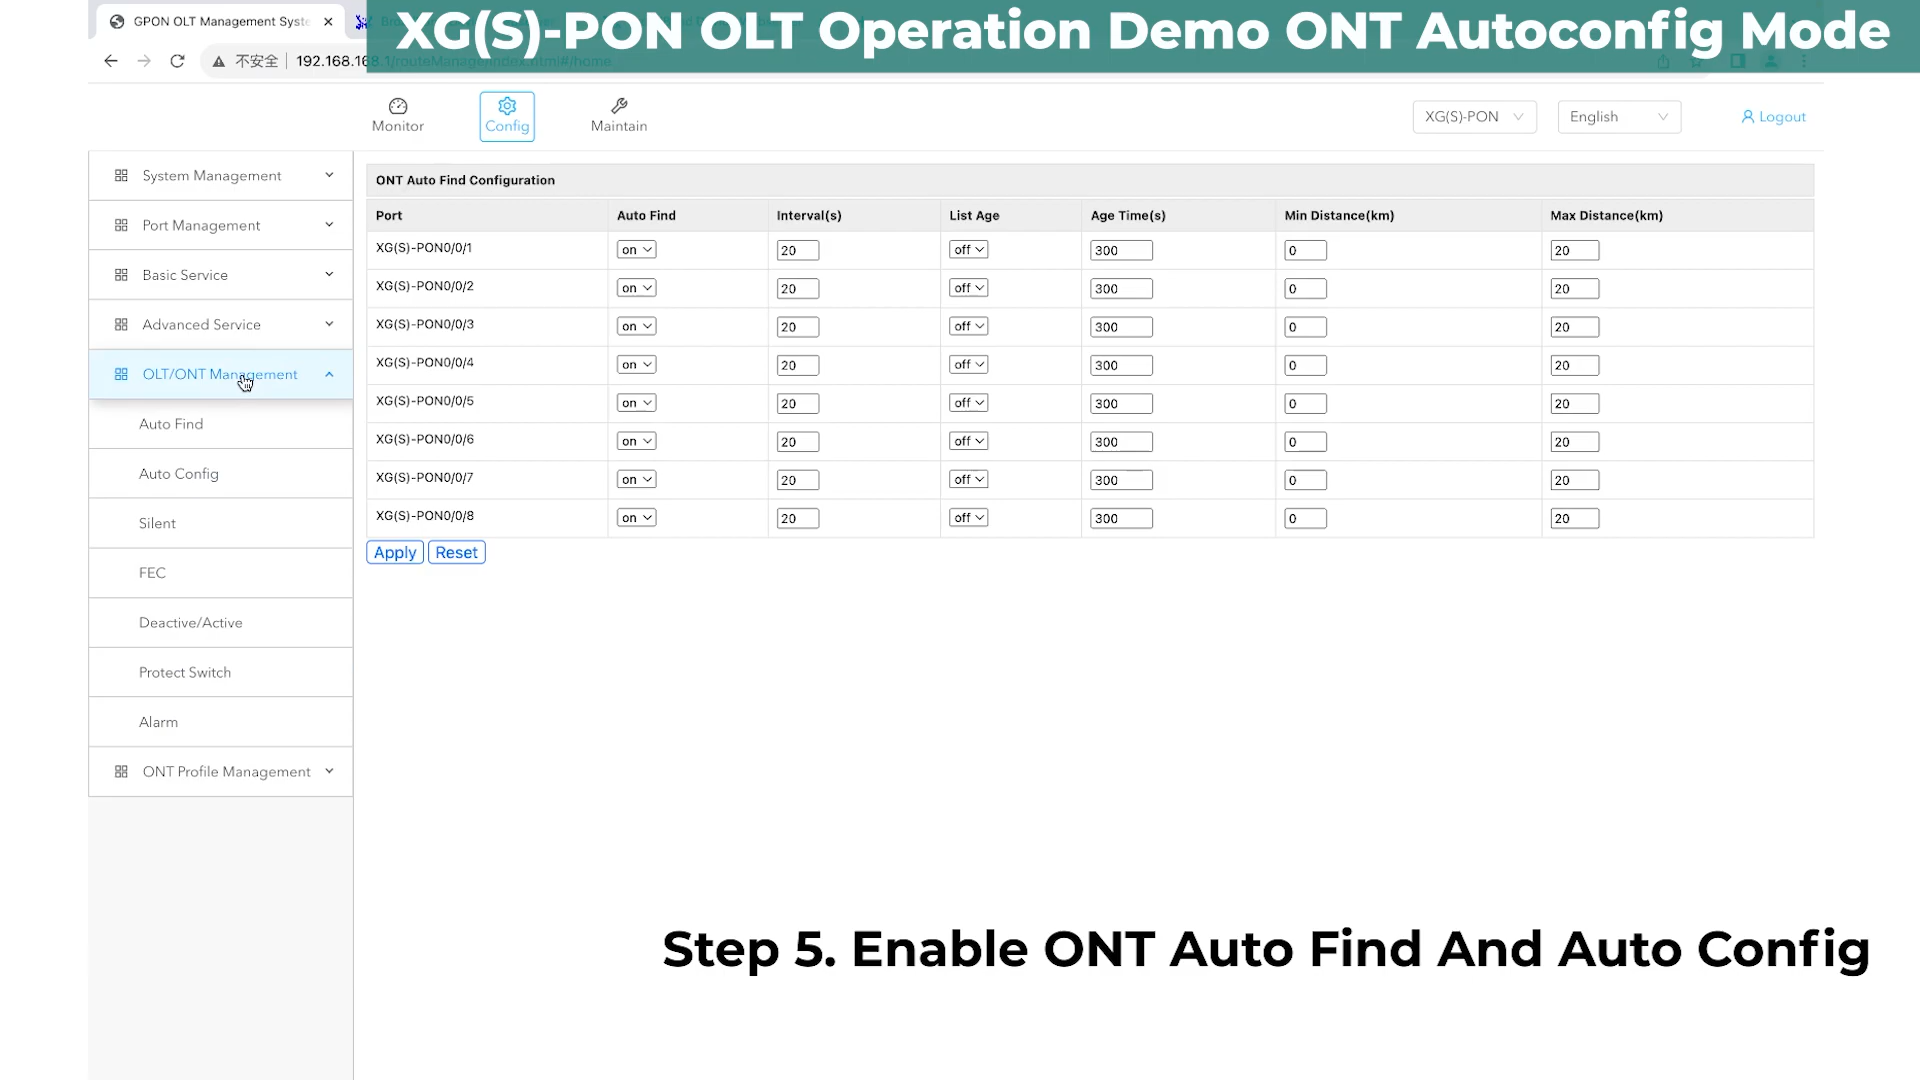 GPON OLT Management Syste
XG(S)-PON OLT Operation Demo ONT Autoconfig Mode
不安全 192.168.168.1/routeManage/index.html#/home
Monitor
Config
Maintain
XG(S)-PON
English
Logout
System Management
Port Management
Basic Service
Advanced Service
OLT/ONT Management
Auto Find
Auto Config
Silent
FEC
Deactive/Active
Protect Switch
Alarm
ONT Profile Management
ONT Auto Find Configuration
Port Auto Find Interval(s) List Age Age Time(s) Min Distance(km) Max Distance(km)
XG(S)-PON0/0/1 on 20 off 300 0 20
XG(S)-PON0/0/2 on 20 off 300 0 20
XG(S)-PON0/0/3 on 20 off 300 0 20
XG(S)-PON0/0/4 on 20 off 300 0 20
XG(S)-PON0/0/5 on 20 off 300 0 20
XG(S)-PON0/0/6 on 20 off 300 0 20
XG(S)-PON0/0/7 on 20 off 300 0 20
XG(S)-PON0/0/8 on 20 off 300 0 20
Apply Reset
Step 5. Enable ONT Auto Find And Auto Config